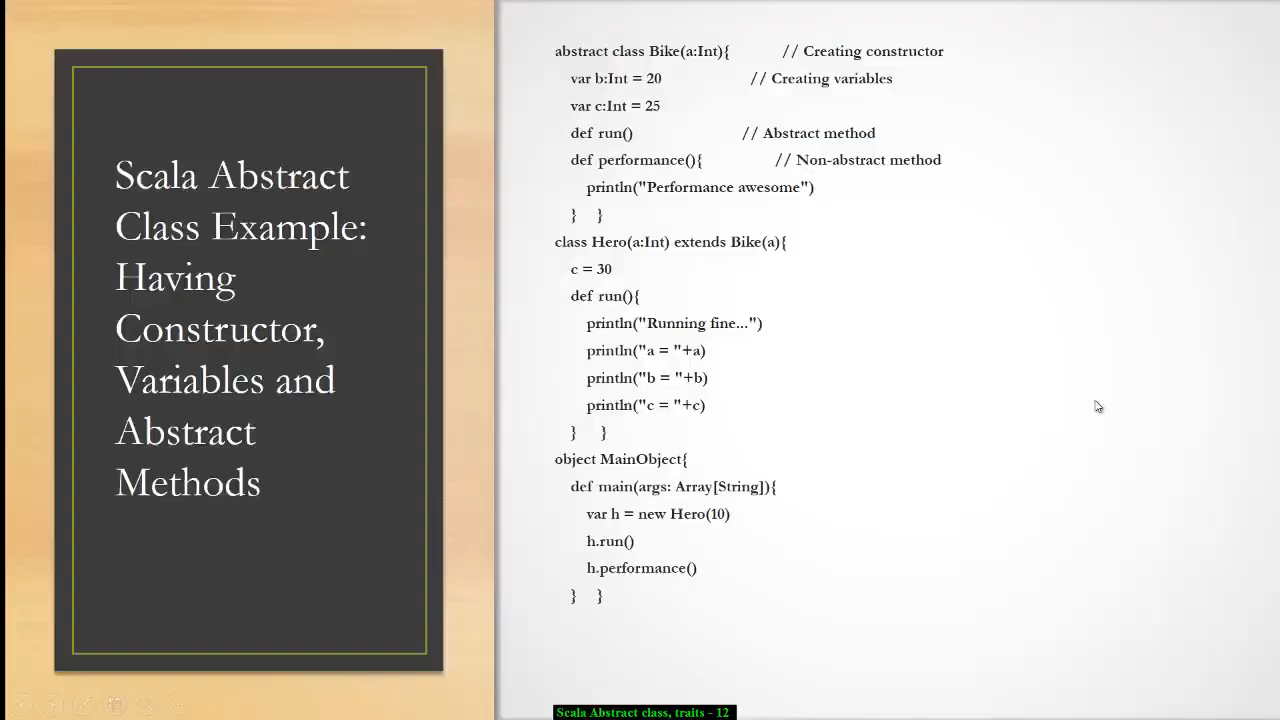 Scala Abstract
Class Example:
Having
Constructor,
Variables and
Abstract
Methods
abstract class Bike(a:Int){ // Creating constructor
var b:Int = 20 // Creating variables
var c:Int = 25
def run() // Abstract method
def performance(){ // Non-abstract method
println("Performance awesome")
} }
class Hero(a:Int) extends Bike(a){
c = 30
def run(){
println("Running fine...")
println("a = "+a)
println("b = "+b)
println("c = "+c)
} }
object MainObject{
def main(args: Array[String]){
var h = new Hero(10)
h.run()
h.performance()
} }
Scala Abstract class, traits - 12